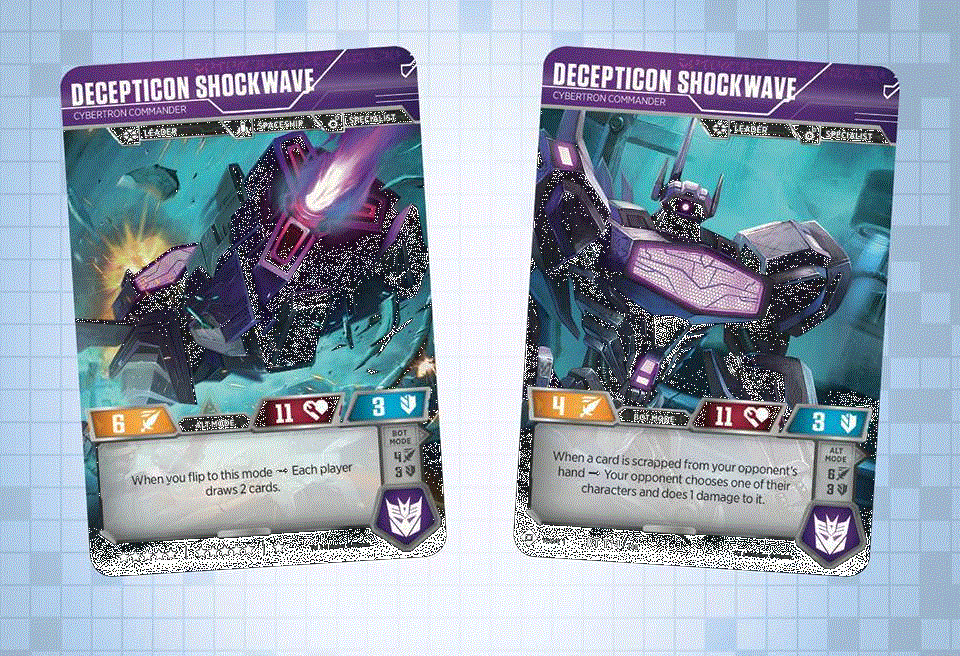 DECEPTICON SHOCKWAVE
CYBERTRON COMMANDER
LEADER SPACESHIP SPECIALIST
6 ALT MODE 11 3
When you flip to this mode → Each player
draws 2 cards.
BOT
MODE
4
3
DECEPTICON SHOCKWAVE
CYBERTRON COMMANDER
LEADER SPECIALIST
4 BOT MODE 11 3
When a card is scrapped from your opponent's
hand → Your opponent chooses one of their
characters and does 1 damage to it.
ALT
MODE
6
3